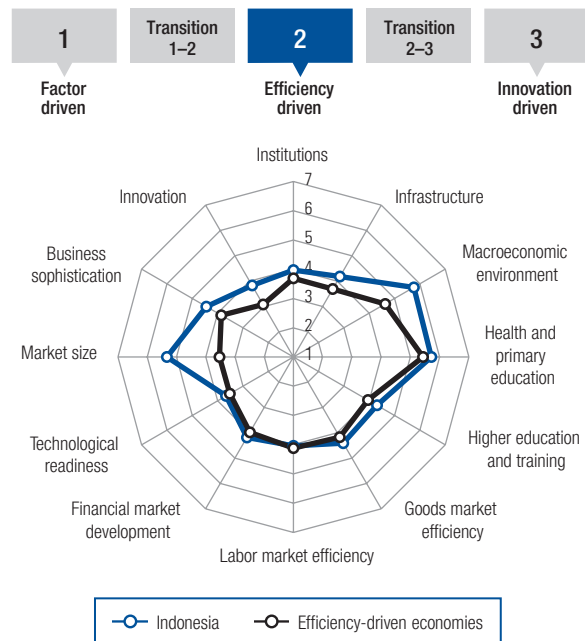 1
Transition
1–2
2
Transition
2–3
3
Factor
driven
Efficiency
driven
Innovation
driven
Institutions
Innovation
Infrastructure
Business
sophistication
Macroeconomic
environment
Market size
Health and
primary
education
Technological
readiness
Higher education
and training
Financial market
development
Goods market
efficiency
Labor market efficiency
7
6
5
4
3
2
1
Indonesia
Efficiency-driven economies